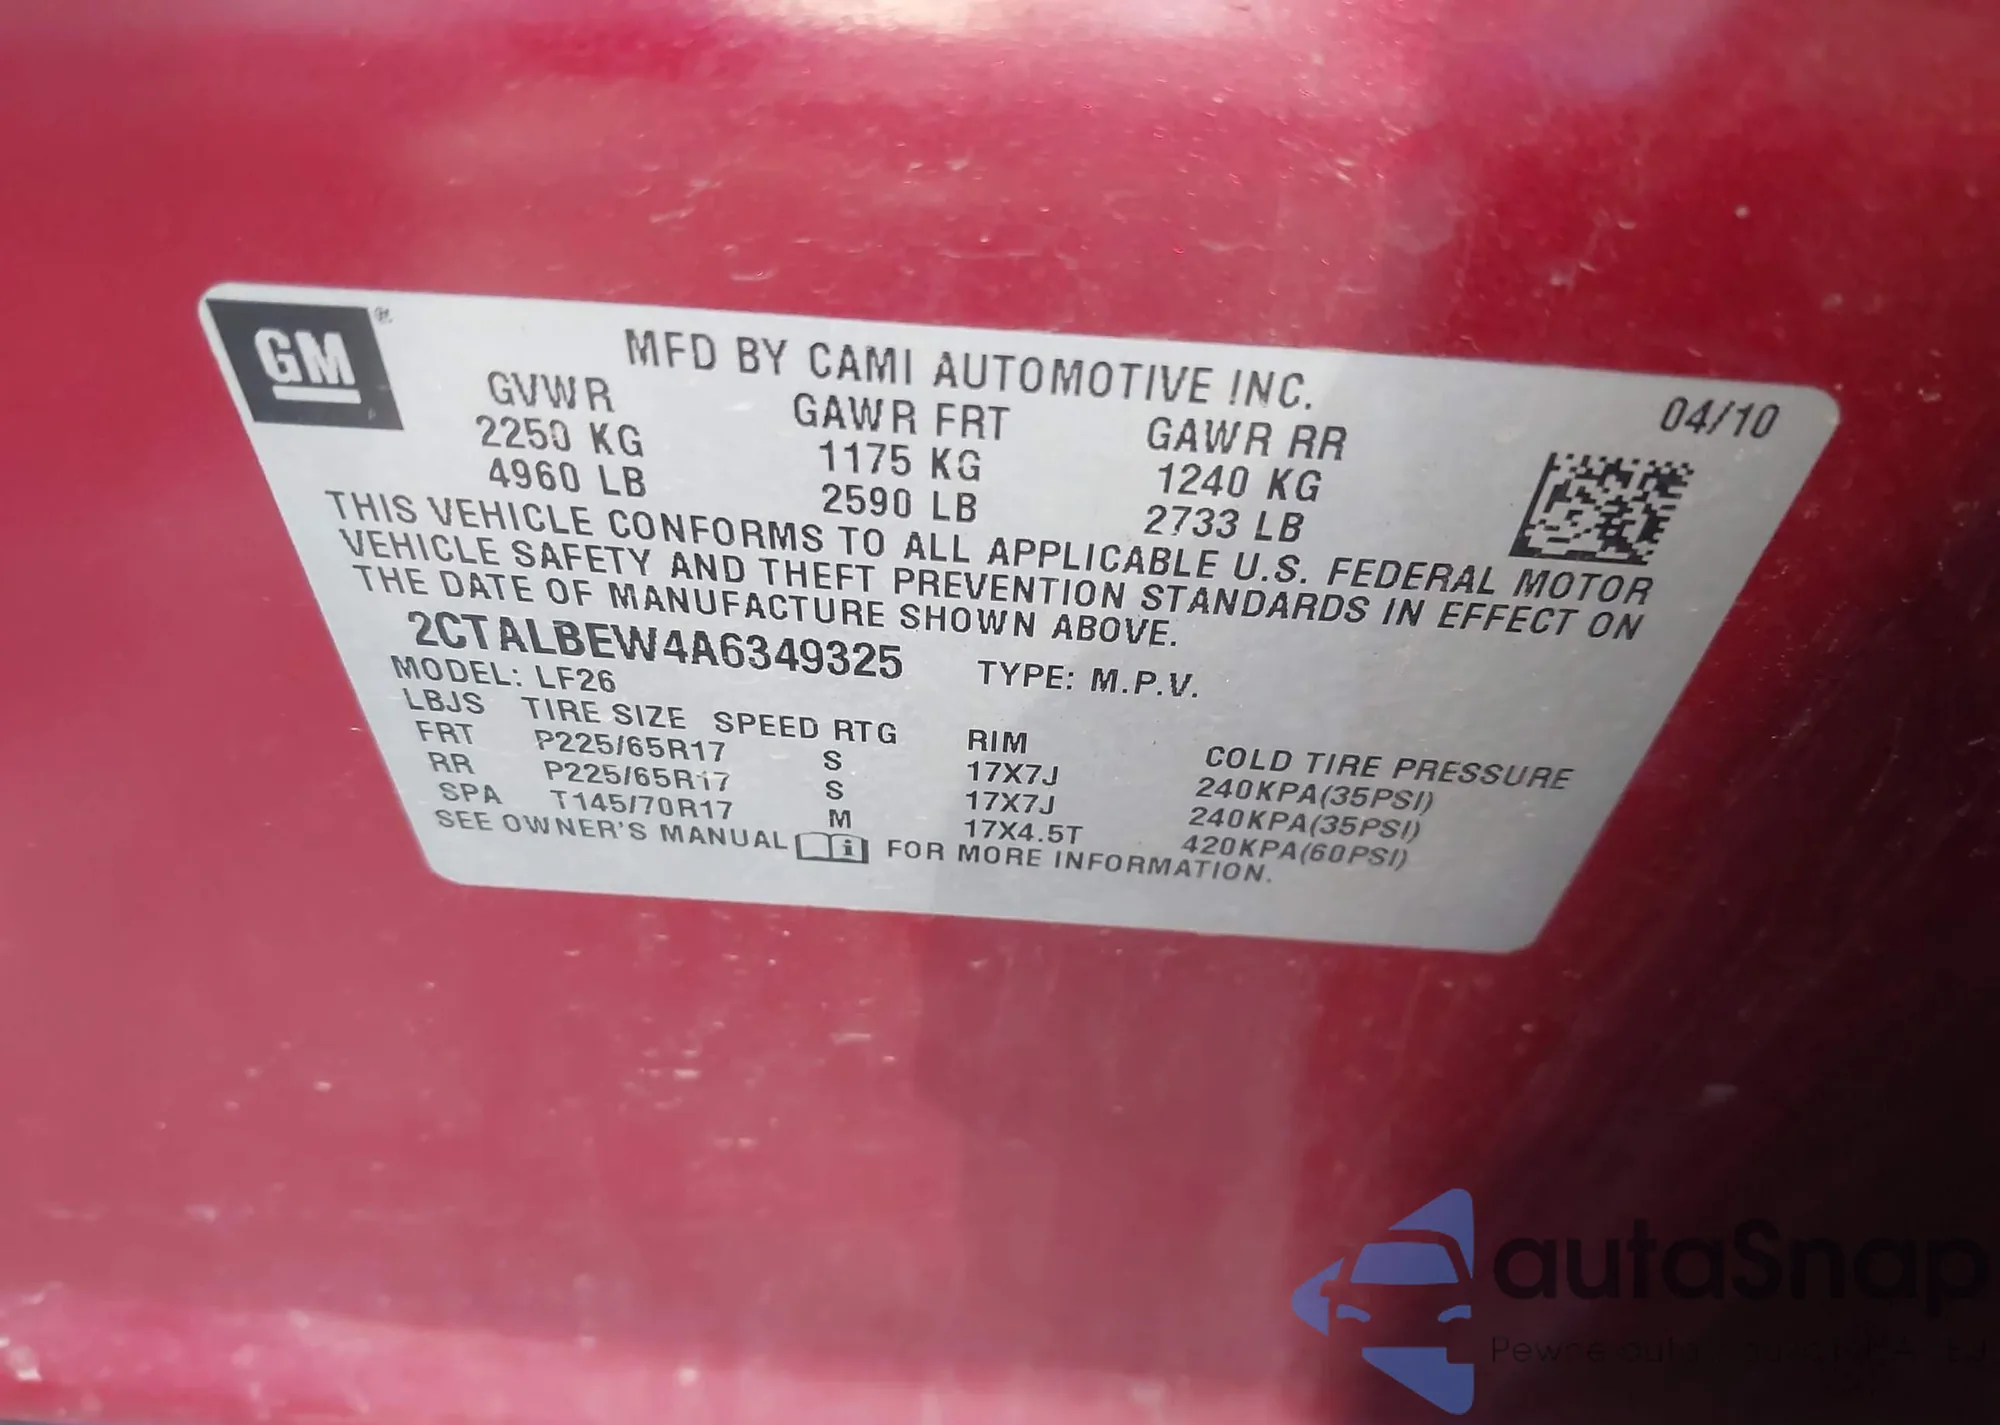 GM
MFD BY CAMI AUTOMOTIVE INC.
04/10
GVWR GAWR FRT GAWR RR
2250 KG 1175 KG 1240 KG
4960 LB 2590 LB 2733 LB
THIS VEHICLE CONFORMS TO ALL APPLICABLE U.S. FEDERAL MOTOR
VEHICLE SAFETY AND THEFT PREVENTION STANDARDS IN EFFECT ON
THE DATE OF MANUFACTURE SHOWN ABOVE.
2CTALBEW4A6349325 TYPE: M.P.V.
MODEL: LF26
LBJS TIRE SIZE SPEED RTG RIM COLD TIRE PRESSURE
FRT P225/65R17 S 17X7J 240KPA(35PSI)
RR P225/65R17 S 17X7J 240KPA(35PSI)
SPA T145/70R17 M 17X4.5T 420KPA(60PSI)
SEE OWNER'S MANUAL FOR MORE INFORMATION.
autaSnap
Pewne auta